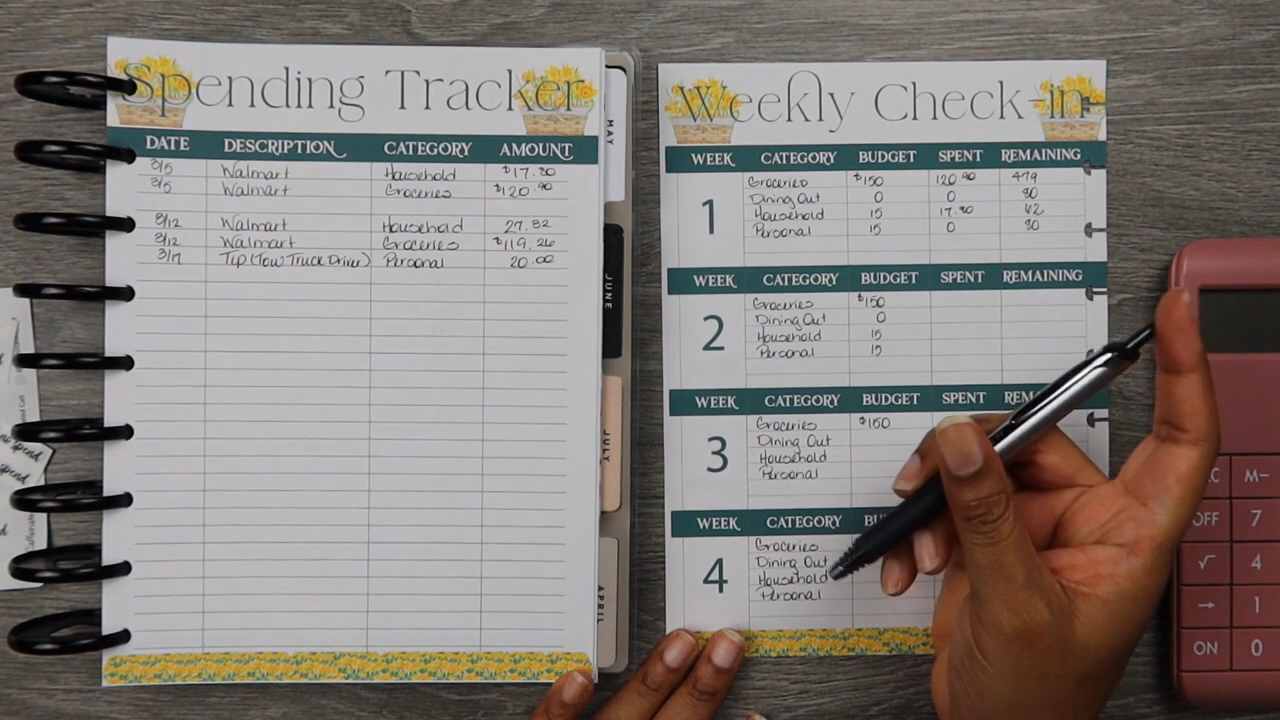 Spending Tracker
DATE DESCRIPTION CATEGORY AMOUNT
3/5 Walmart Household $17.80
3/5 Walmart Groceries $120.90
3/12 Walmart Household 27.82
3/12 Walmart Groceries $119.26
3/17 Tip (Tow Truck Driver) Personal 20.00
MAY
JUNE
JULY
APRIL
Weekly Check-in
WEEK CATEGORY BUDGET SPENT REMAINING
1
Groceries $150 120.90 479
Dining Out 0 0 80
Household 15 17.80 62
Personal 15 0 80
WEEK CATEGORY BUDGET SPENT REMAINING
2
Groceries $150
Dining Out 0
Household 15
Personal 15
WEEK CATEGORY BUDGET SPENT
3
Groceries $150
Dining Out
Household
Personal
WEEK CATEGORY
4
Groceries
Dining Out
Household
Personal
spend
M-
OFF 7
√ 4
→ 1
ON 0